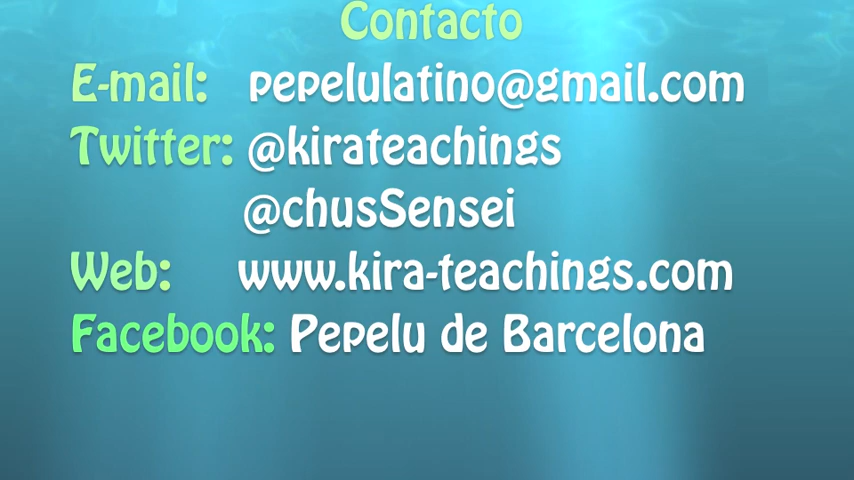 Contacto
E-mail: pepelulatino@gmail.com
Twitter: @kirateachings
@chusSensei
Web: www.kira-teachings.com
Facebook: Pepelu de Barcelona